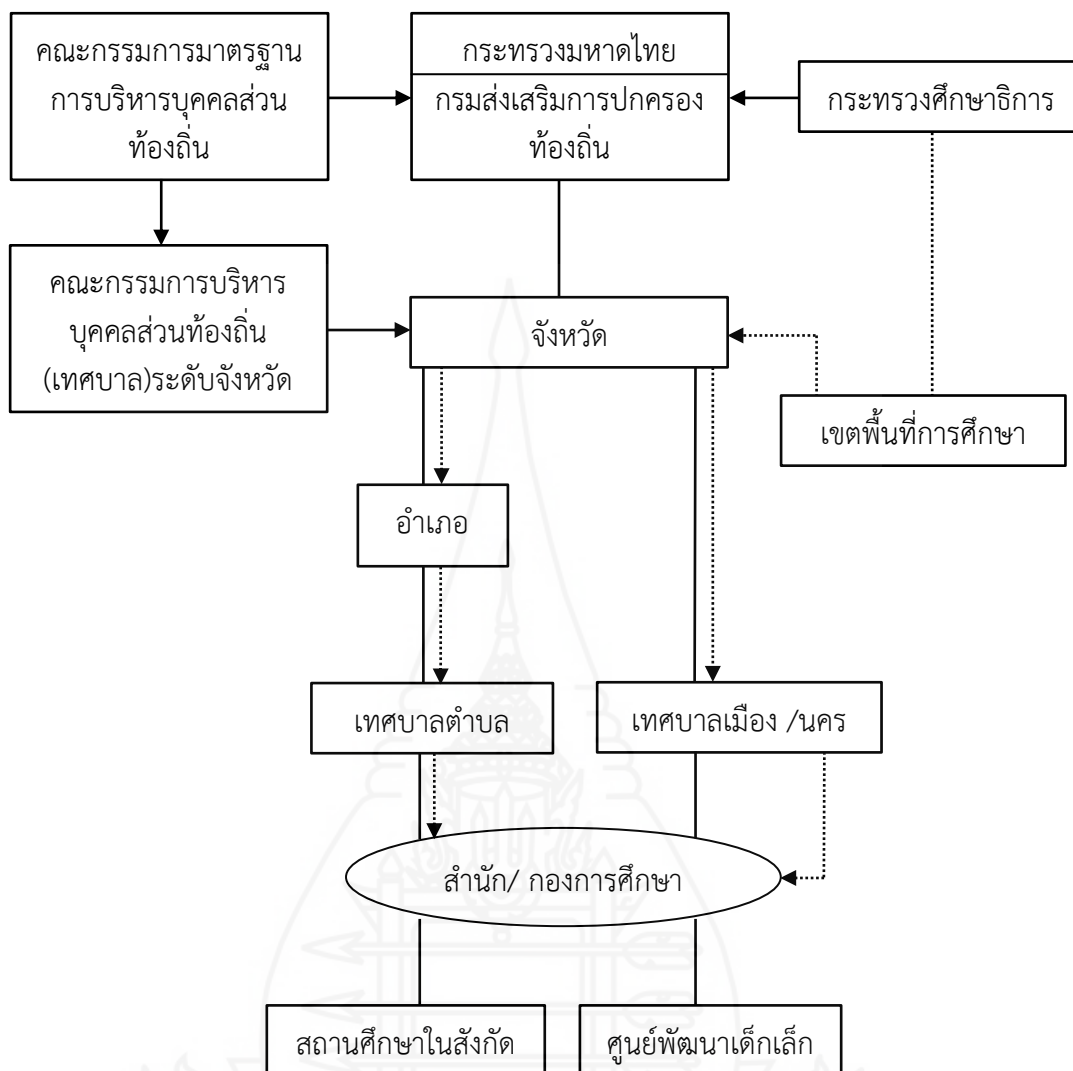 คณะกรรมการมาตรฐาน
การบริหารบุคคลส่วน
ท้องถิ่น
กระทรวงมหาดไทย
กรมส่งเสริมการปกครอง
ท้องถิ่น
กระทรวงศึกษาธิการ
คณะกรรมการบริหาร
บุคคลส่วนท้องถิ่น
(เทศบาล)ระดับจังหวัด
จังหวัด
เขตพื้นที่การศึกษา
อำเภอ
เทศบาลตำบล
เทศบาลเมือง /นคร
สำนัก/ กองการศึกษา
สถานศึกษาในสังกัด
ศูนย์พัฒนาเด็กเล็ก